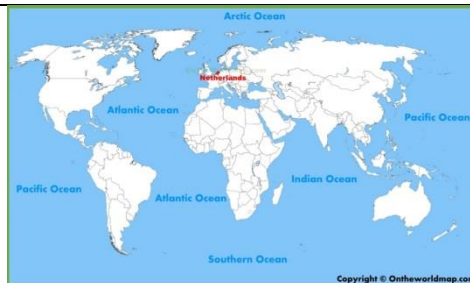 Arctic Ocean
Netherlands
Atlantic Ocean
Pacific Ocean
Indian Ocean
Pacific Ocean
Atlantic Ocean
Southern Ocean
Copyright © Ontheworldmap.com